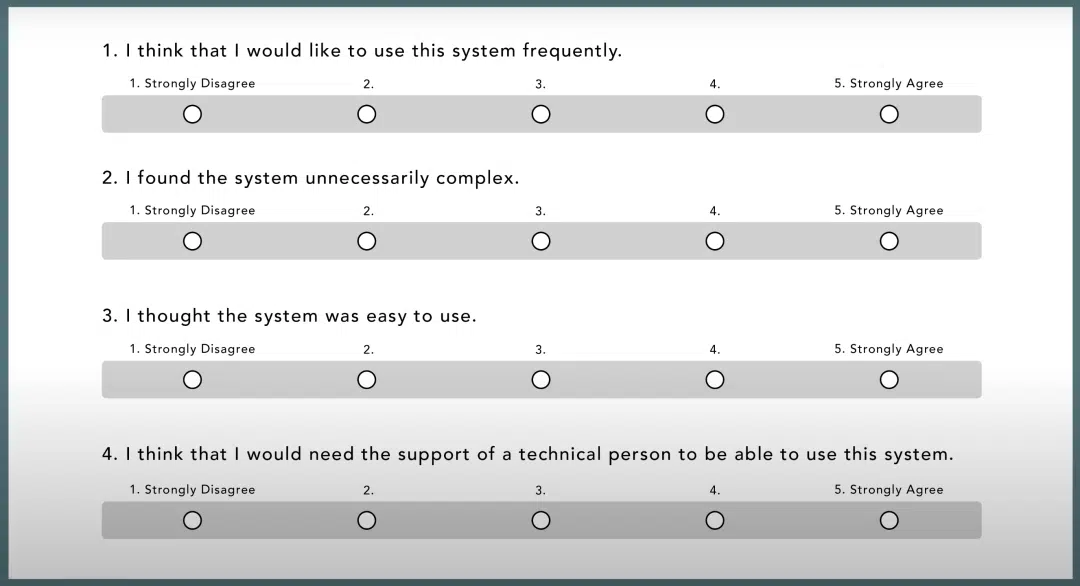 1. I think that I would like to use this system frequently.
1. Strongly Disagree 2. 3. 4. 5. Strongly Agree
2. I found the system unnecessarily complex.
1. Strongly Disagree 2. 3. 4. 5. Strongly Agree
3. I thought the system was easy to use.
1. Strongly Disagree 2. 3. 4. 5. Strongly Agree
4. I think that I would need the support of a technical person to be able to use this system.
1. Strongly Disagree 2. 3. 4. 5. Strongly Agree